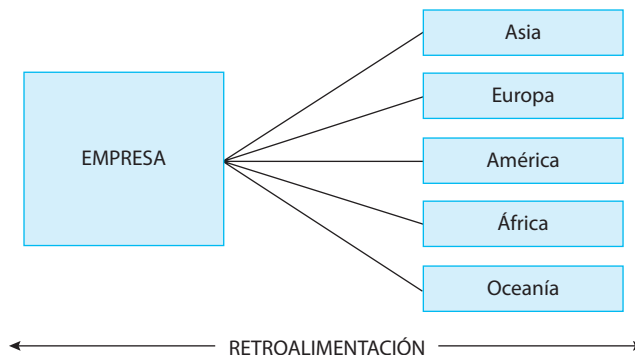 Asia
Europa
EMPRESA
América
África
Oceanía
RETROALIMENTACIÓN